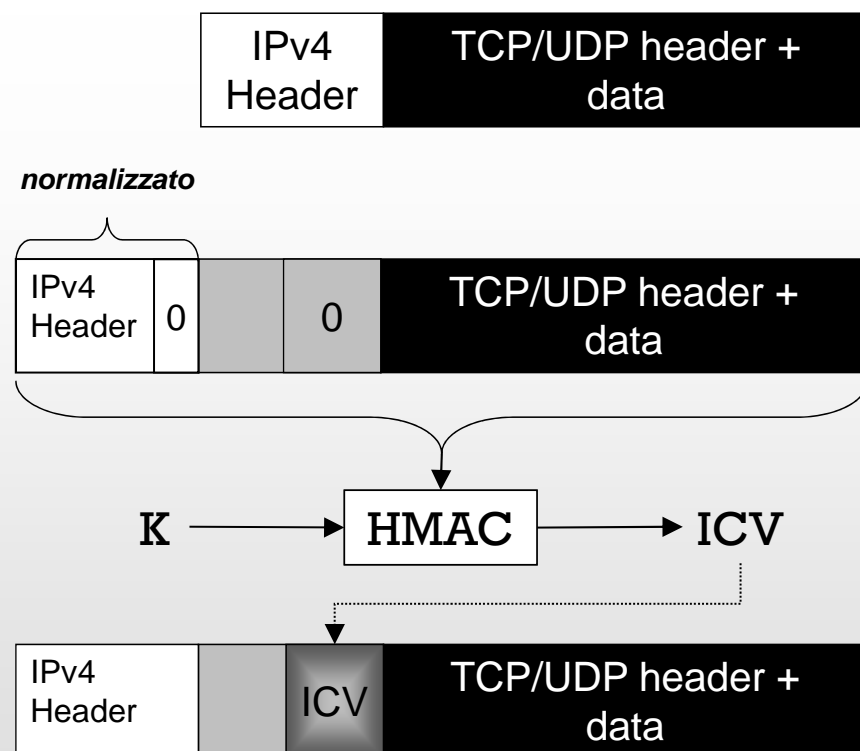 IPv4
Header
TCP/UDP header +
data
normalizzato
IPv4
Header
0
0
TCP/UDP header +
data
K
HMAC
ICV
IPv4
Header
ICV
TCP/UDP header +
data